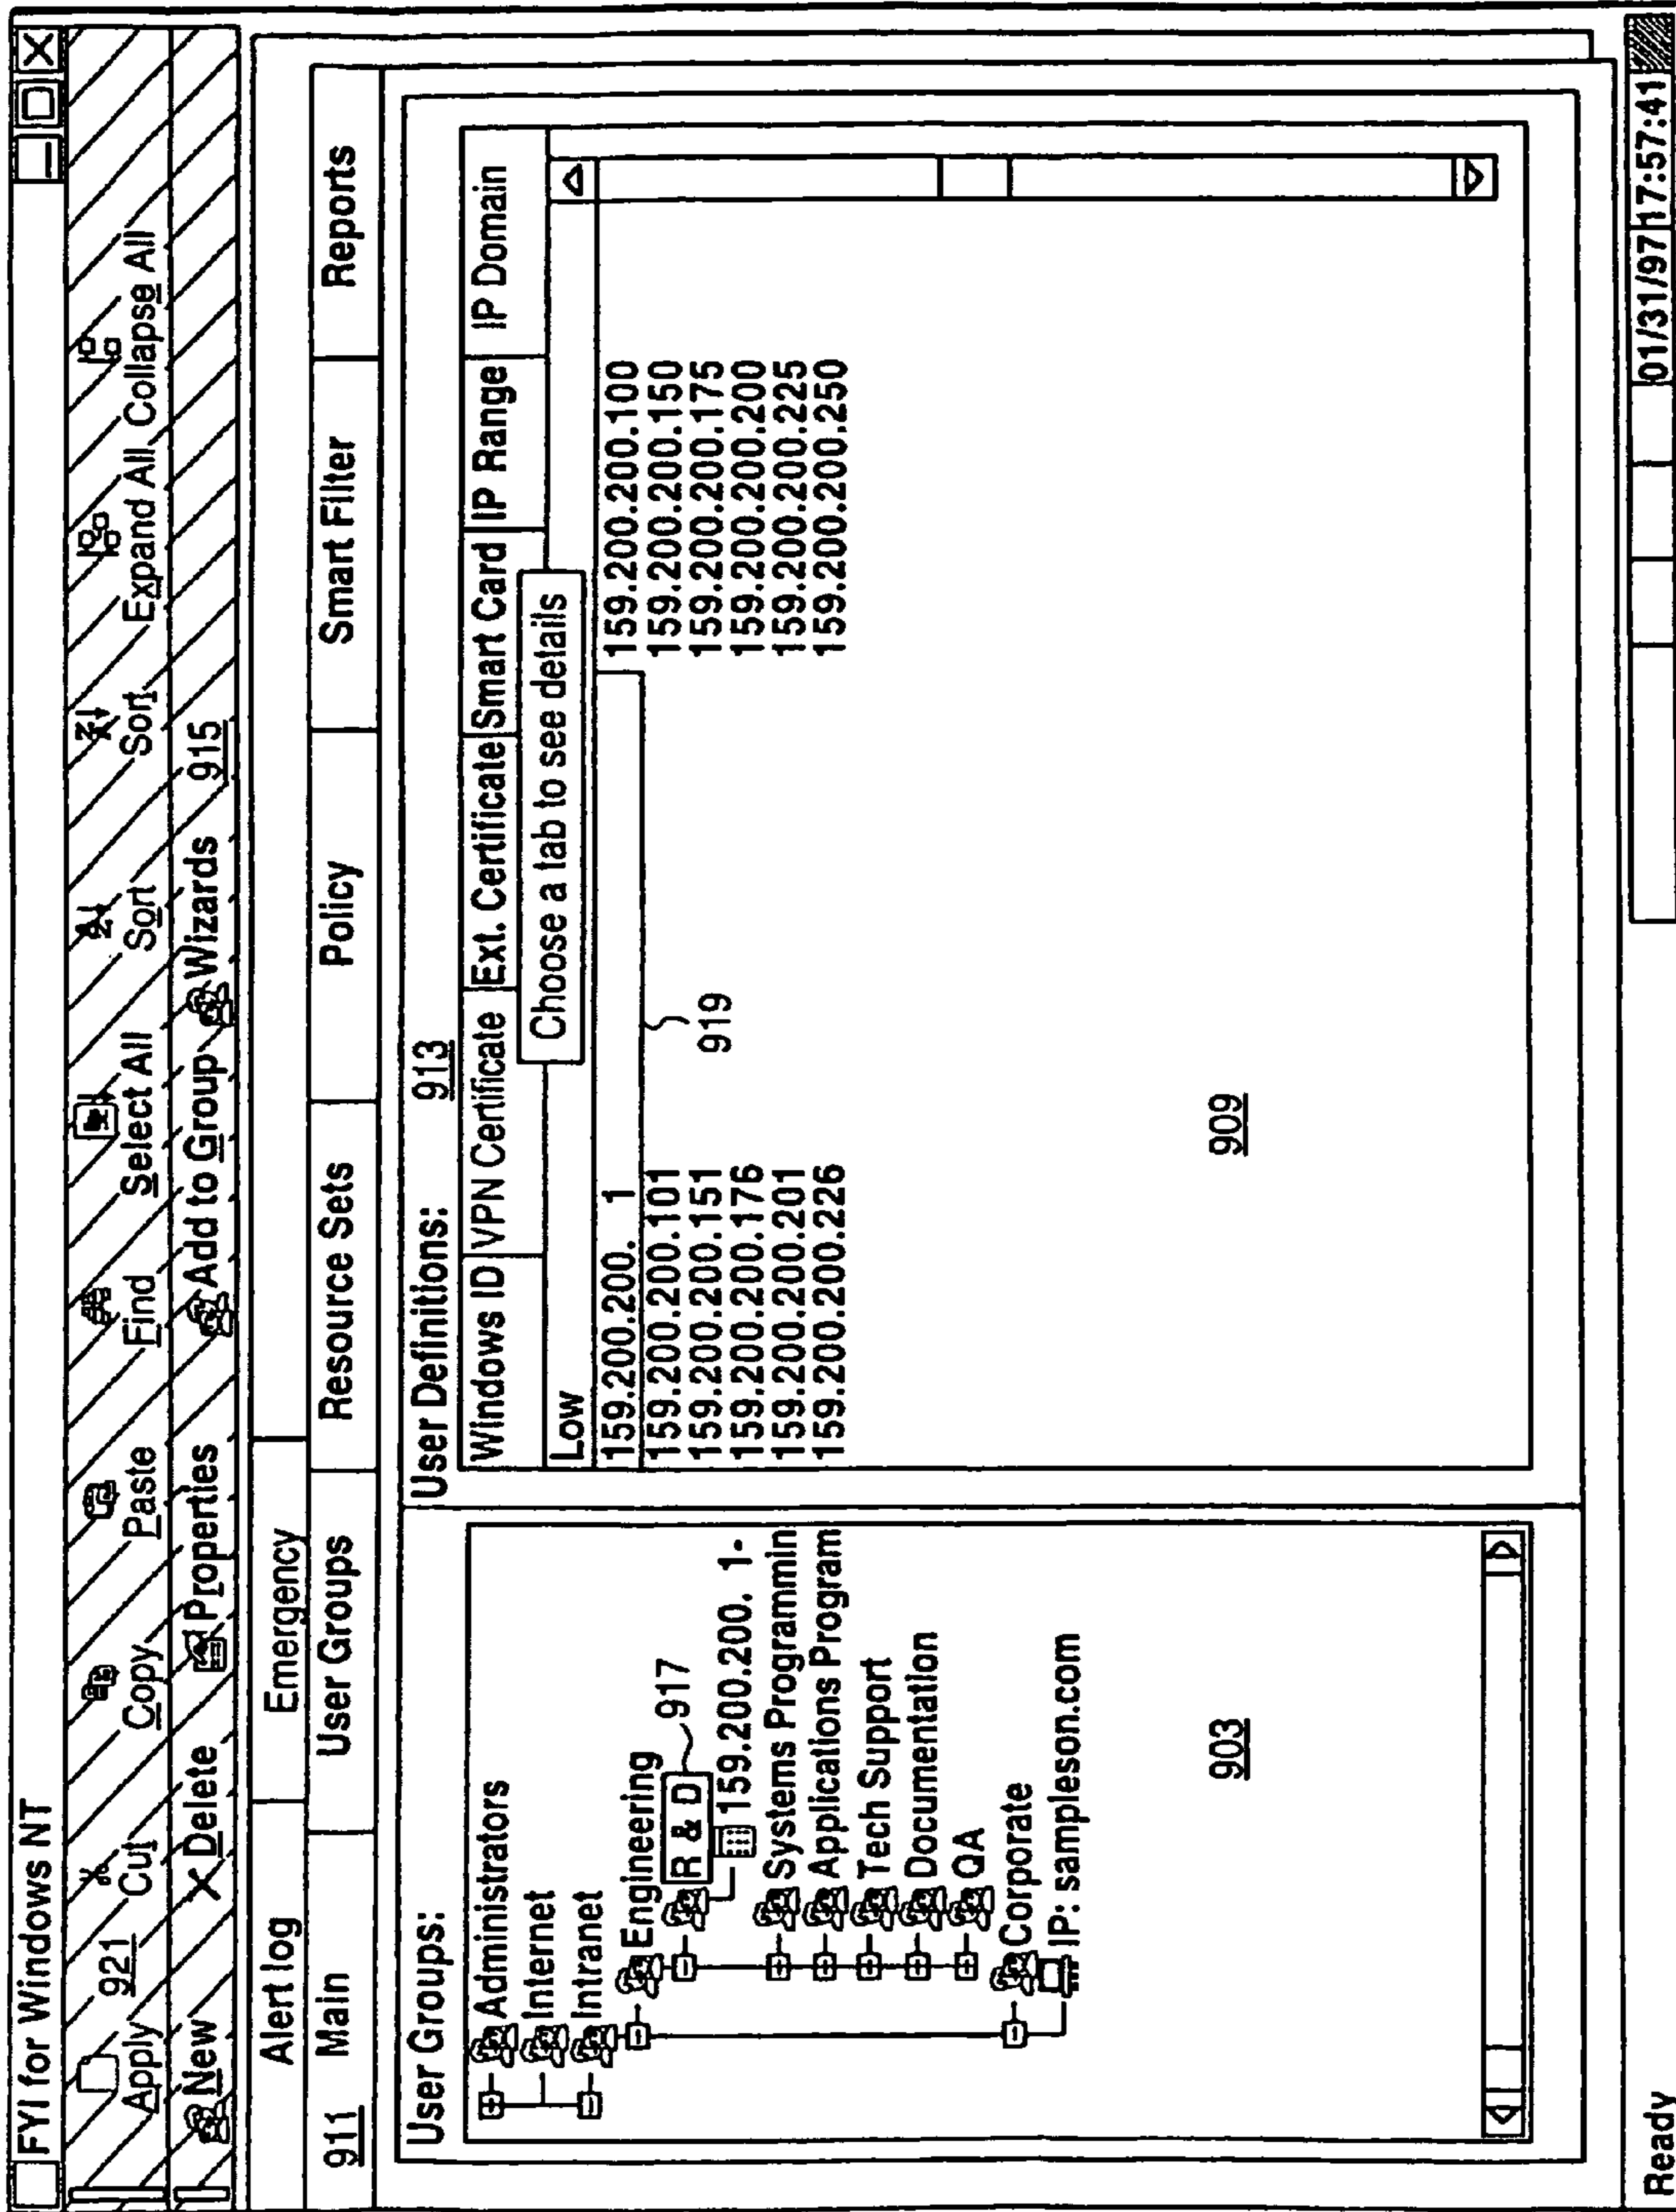 FYI for Windows NT
Apply 921 Cut Copy Paste Find Select All Sort Sort Expand All Collapse All
New Delete Properties Add to Group Wizards 915
Alert log Emergency
911 Main User Groups Resource Sets Policy Smart Filter Reports
User Groups:
Administrators
Internet
Intranet
Engineering
R & D 917
159.200.200. 1-
Systems Programmin
Applications Program
Tech Support
Documentation
QA
Corporate
IP: sampleson.com
903
User Definitions: 913
Windows ID VPN Certificate Ext. Certificate Smart Card IP Range IP Domain
Choose a tab to see details
Low
159.200.200. 1 159.200.200.100
159.200.200.101 159.200.200.150
159.200.200.151 159.200.200.175
159.200.200.176 159.200.200.200
159.200.200.201 159.200.200.225
159.200.200.226 159.200.200.250
919
909
Ready 01/31/97 17:57:41